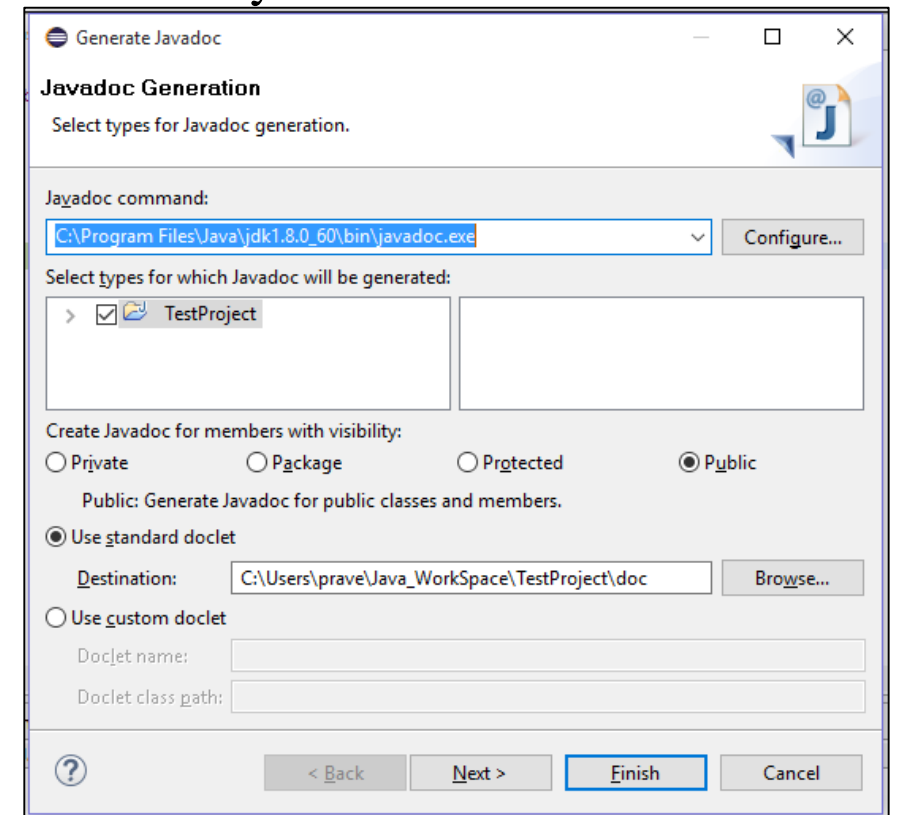 Generate Javadoc
Javadoc Generation
Select types for Javadoc generation.
Javadoc command:
C:\Program Files\Java\jdk1.8.0_60\bin\javadoc.exe
Configure...
Select types for which Javadoc will be generated:
TestProject
Create Javadoc for members with visibility:
Private Package Protected Public
Public: Generate Javadoc for public classes and members.
Use standard doclet
Destination: C:\Users\prave\Java_WorkSpace\TestProject\doc Browse...
Use custom doclet
Doclet name:
Doclet class path:
? < Back Next > Finish Cancel